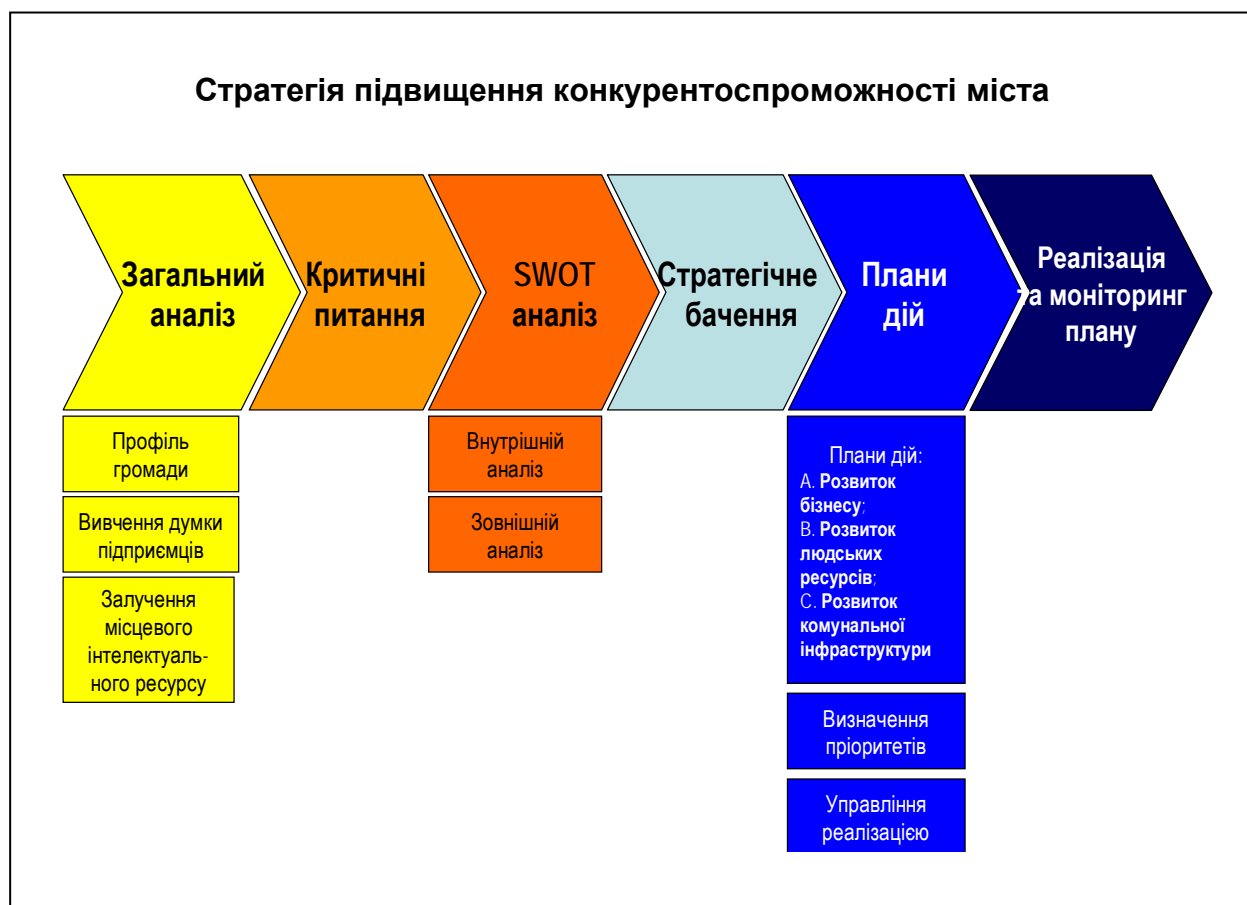 Стратегія підвищення конкурентоспроможності міста
Загальний
аналіз
Критичні
питання
SWOT
аналіз
Стратегічне
бачення
Плани
дій
Реалізація
та моніторинг
плану
Профіль
громади
Вивчення думки
підприємців
Залучення
місцевого
інтелектуаль-
ного ресурсу
Внутрішній
аналіз
Зовнішній
аналіз
Плани дій:
A. Розвиток
бізнесу;
B. Розвиток
людських
ресурсів;
C. Розвиток
комунальної
інфраструктури
Визначення
пріоритетів
Управління
реалізацією